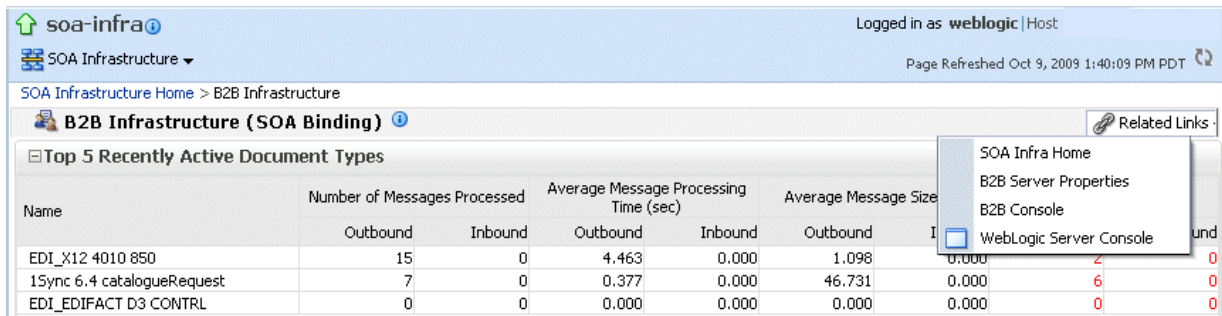 soa-infra
Logged in as weblogic|Host
SOA Infrastructure
Page Refreshed Oct 9, 2009 1:40:09 PM PDT
SOA Infrastructure Home > B2B Infrastructure
B2B Infrastructure (SOA Binding)
Related Links
Top 5 Recently Active Document Types
SOA Infra Home
B2B Server Properties
B2B Console
WebLogic Server Console
Name Number of Messages Processed Average Message Processing Time (sec) Average Message Size
Outbound Inbound Outbound Inbound Outbound
EDI_X12 4010 850 15 0 4.463 0.000 1.098 0.000 2 0
1Sync 6.4 catalogueRequest 7 0 0.377 0.000 46.731 0.000 6 0
EDI_EDIFACT D3 CONTRL 0 0 0.000 0.000 0.000 0.000 0 0